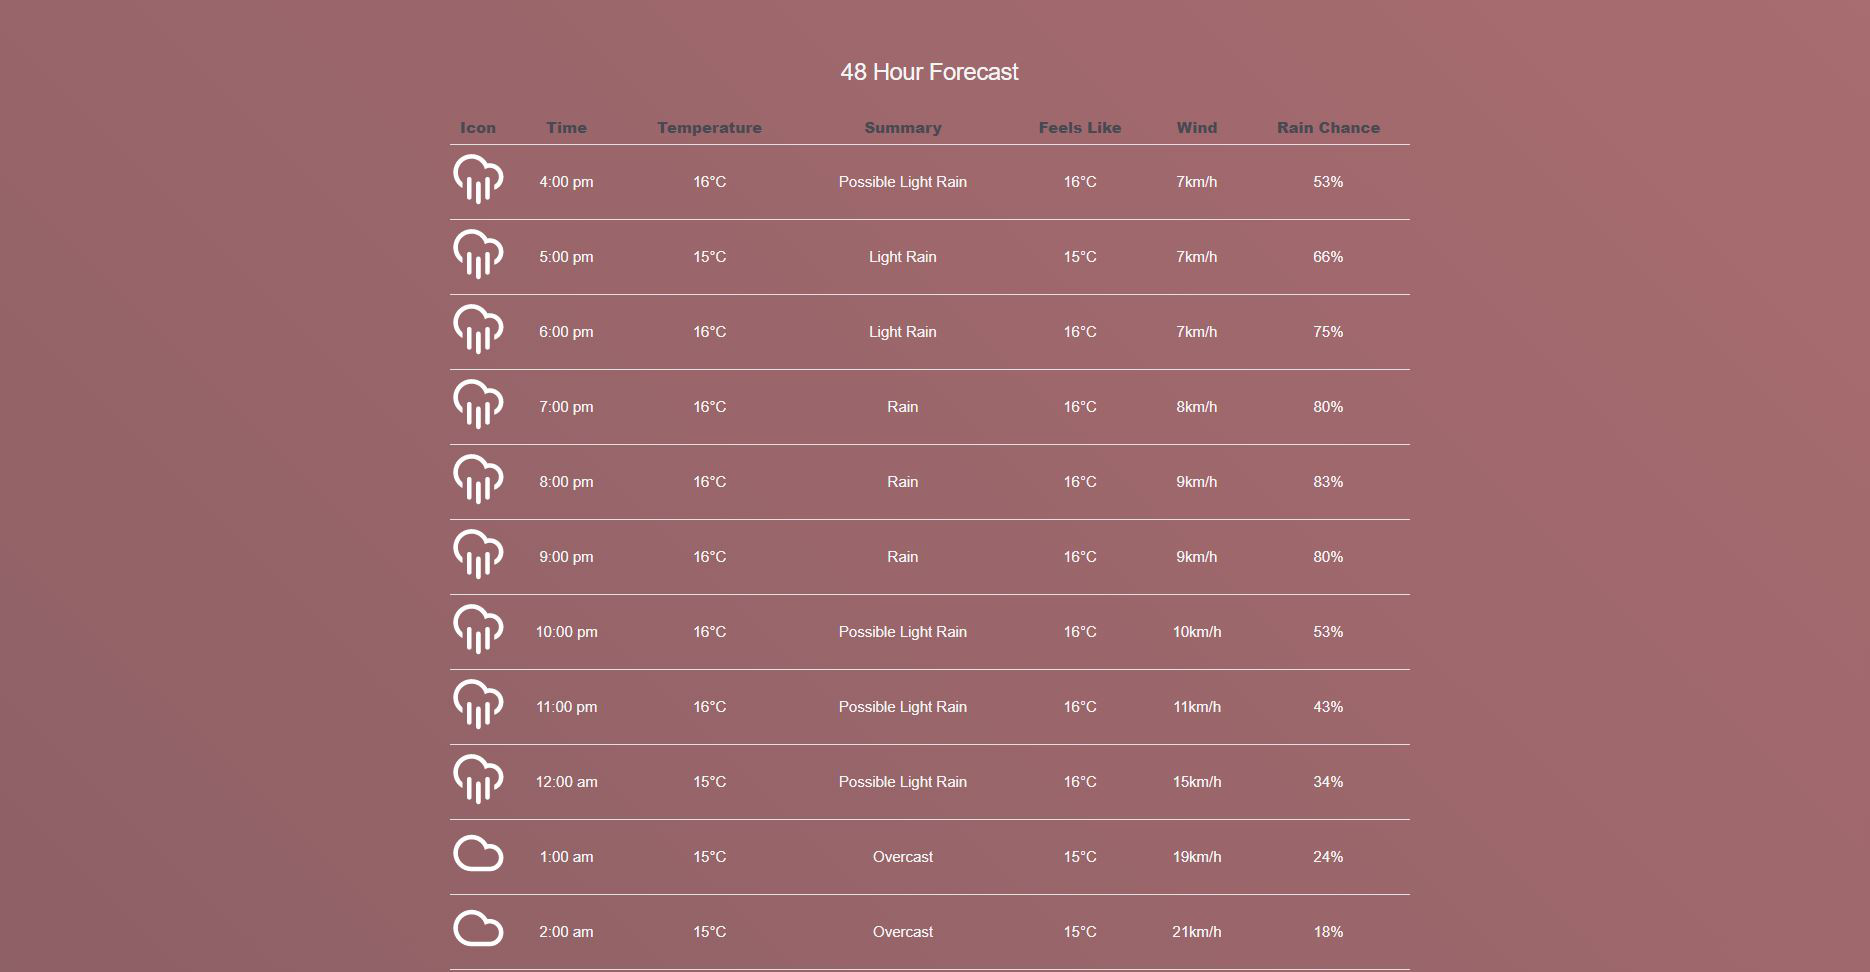 48 Hour Forecast
Icon Time Temperature Summary Feels Like Wind Rain Chance
4:00 pm 16°C Possible Light Rain 16°C 7km/h 53%
5:00 pm 15°C Light Rain 15°C 7km/h 66%
6:00 pm 16°C Light Rain 16°C 7km/h 75%
7:00 pm 16°C Rain 16°C 8km/h 80%
8:00 pm 16°C Rain 16°C 9km/h 83%
9:00 pm 16°C Rain 16°C 9km/h 80%
10:00 pm 16°C Possible Light Rain 16°C 10km/h 53%
11:00 pm 16°C Possible Light Rain 16°C 11km/h 43%
12:00 am 15°C Possible Light Rain 16°C 15km/h 34%
1:00 am 15°C Overcast 15°C 19km/h 24%
2:00 am 15°C Overcast 15°C 21km/h 18%